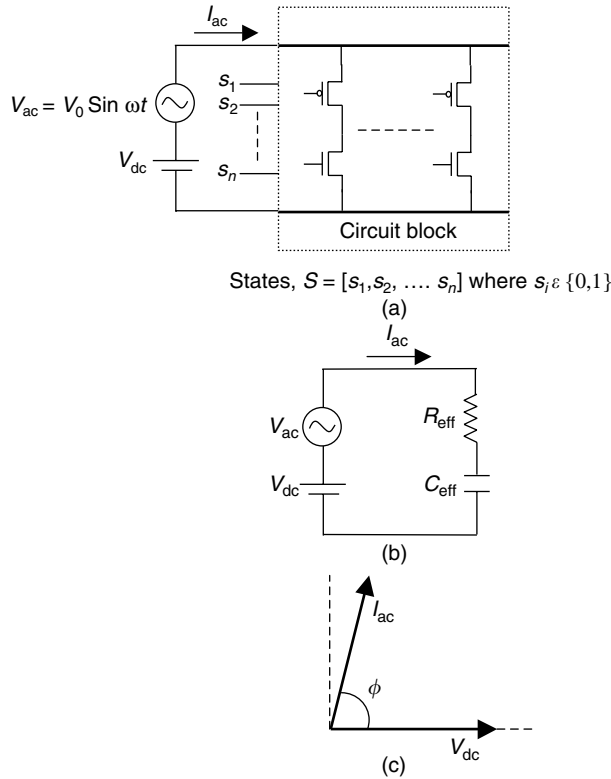 I_ac
V_ac = V_0 Sin ωt
V_dc
s_1
s_2
s_n
Circuit block
States, S = [s_1,s_2, .... s_n] where s_i ε {0,1}
(a)
I_ac
V_ac
V_dc
R_eff
C_eff
(b)
I_ac
ϕ
V_dc
(c)